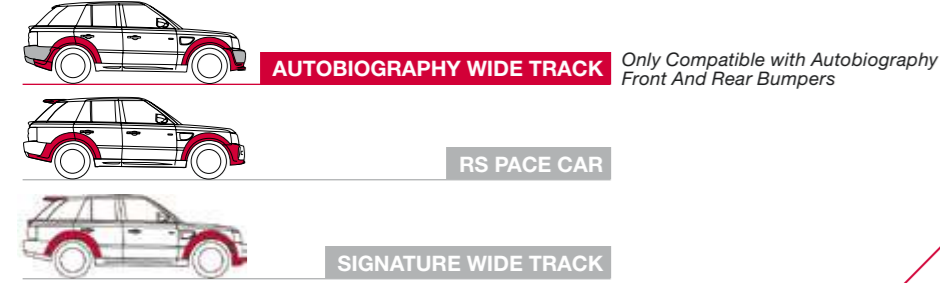 AUTOBIOGRAPHY WIDE TRACK
Only Compatible with Autobiography
Front And Rear Bumpers
RS PACE CAR
SIGNATURE WIDE TRACK